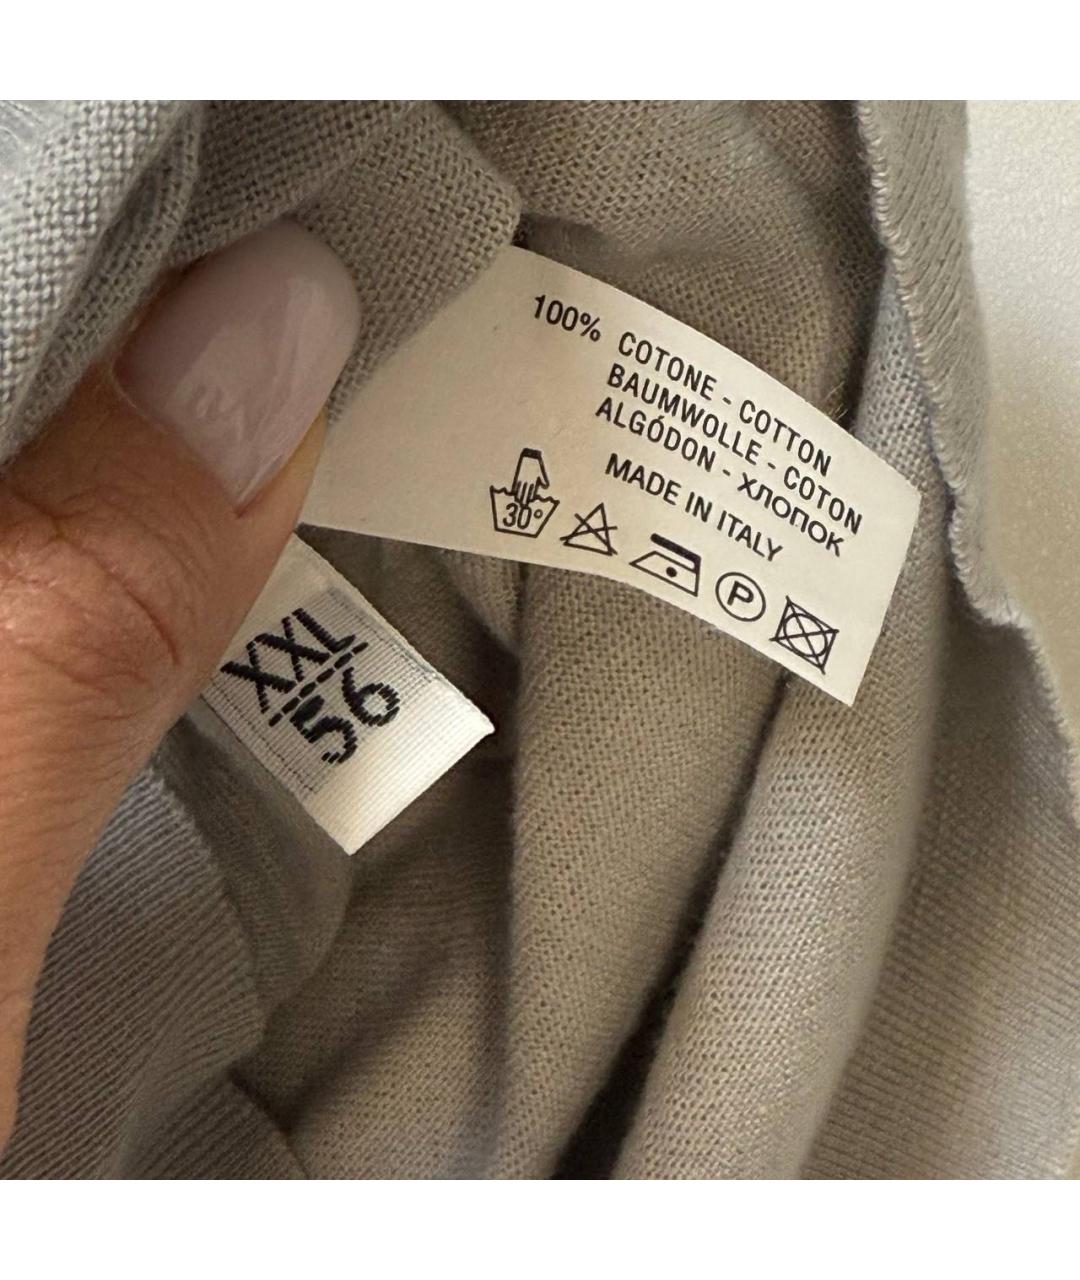 100% COTONE - COTTON
BAUMWOLLE - COTON
ALGÓDON - ХЛОПОК
MADE IN ITALY
30°
P
XXL
56